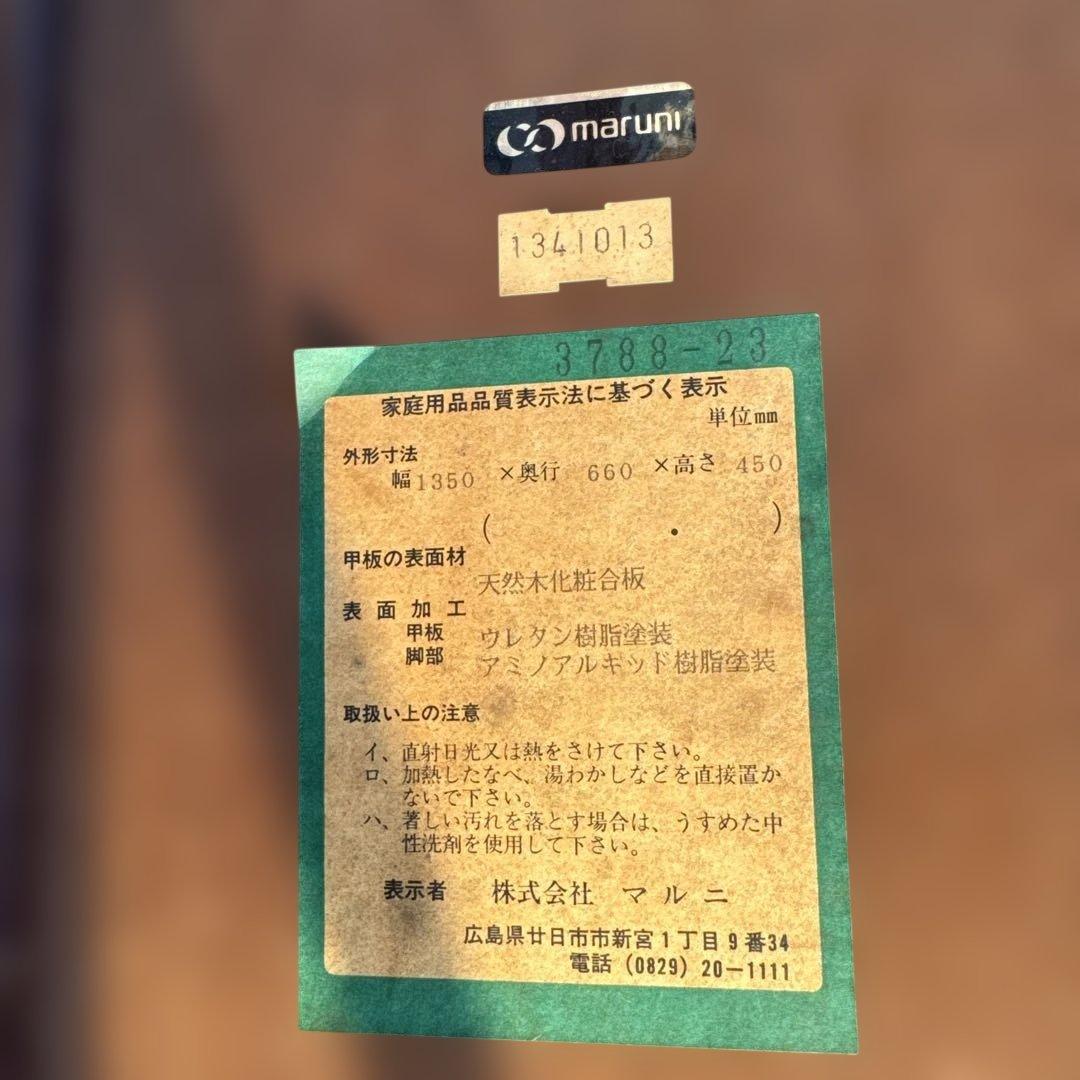 maruni
1341013
3788-23
家庭用品品質表示法に基づく表示
単位mm
外形寸法
幅1350 ×奥行 660 ×高さ 450
( . )
甲板の表面材
天然木化粧合板
表面加工
甲板 ウレタン樹脂塗装
脚部 アミノアルキッド樹脂塗装
取扱い上の注意
イ、直射日光又は熱をさけて下さい。
ロ、加熱したなべ、湯わかしなどを直接置か
ないで下さい。
ハ、著しい汚れを落とす場合は、うすめた中
性洗剤を使用して下さい。
表示者 株式会社 マルニ
広島県廿日市市新宮1丁目9番34
電話 (0829) 20-1111